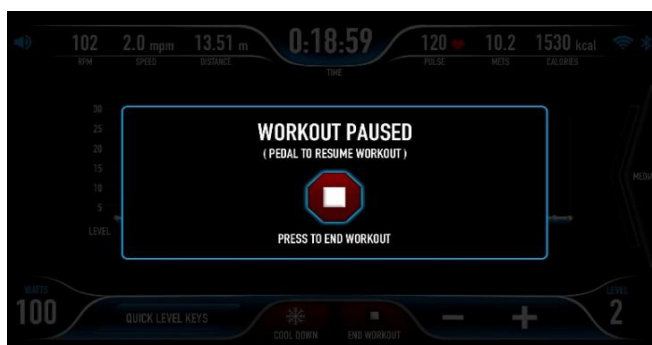 102 2.0 mpm 13.51 m 0:18:59 120 10.2 1530 kcal
RPM SPEED DISTANCE TIME PULSE METS CALORIES
30
25
20
15
10
5
LEVEL
WORKOUT PAUSED
( PEDAL TO RESUME WORKOUT )
PRESS TO END WORKOUT
WATTS
100
QUICK LEVEL KEYS
COOL DOWN
END WORKOUT
LEVEL
2